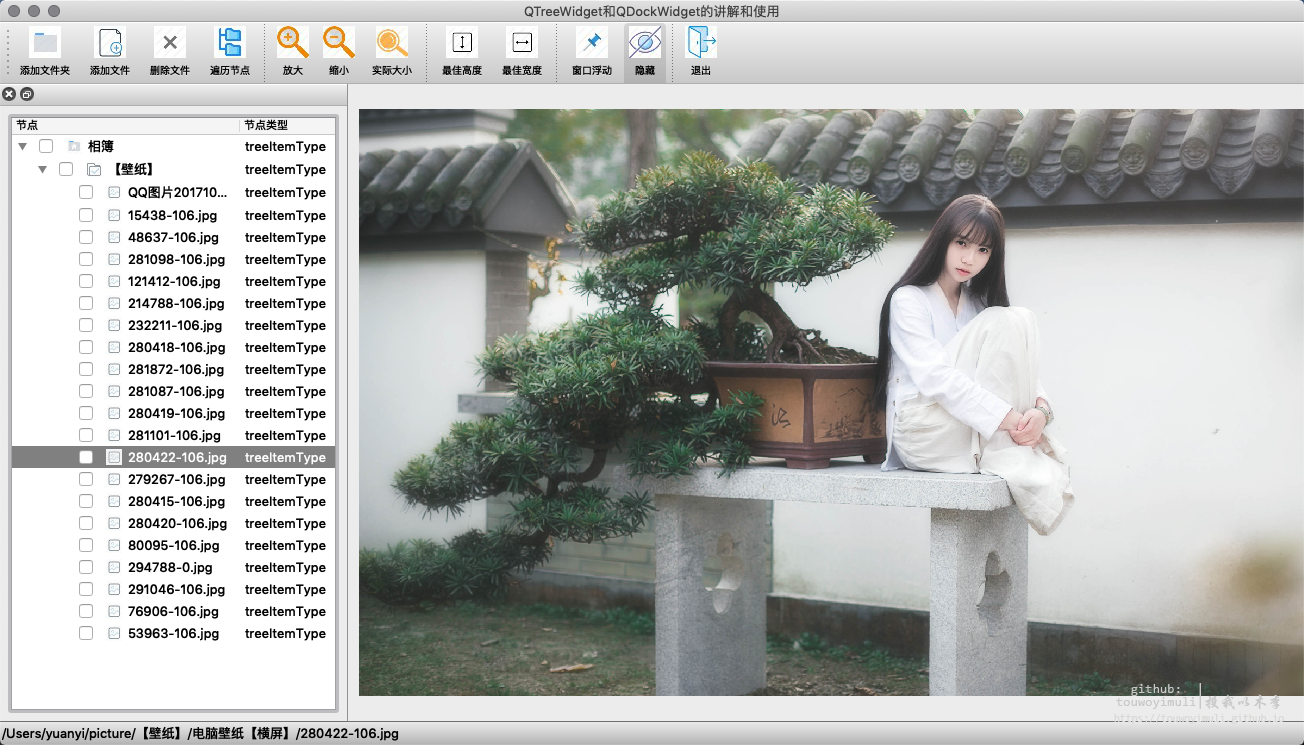 QTreeWidget和QDockWidget的讲解和使用
添加文件夹 添加文件 删除文件 遍历节点 放大 缩小 实际大小 最佳高度 最佳宽度 窗口浮动 隐藏 退出
节点 节点类型
相簿 treeItemType
【壁纸】 treeItemType
QQ图片201710... treeItemType
15438-106.jpg treeItemType
48637-106.jpg treeItemType
281098-106.jpg treeItemType
121412-106.jpg treeItemType
214788-106.jpg treeItemType
232211-106.jpg treeItemType
280418-106.jpg treeItemType
281872-106.jpg treeItemType
281087-106.jpg treeItemType
280419-106.jpg treeItemType
281101-106.jpg treeItemType
280422-106.jpg treeItemType
279267-106.jpg treeItemType
280415-106.jpg treeItemType
280420-106.jpg treeItemType
80095-106.jpg treeItemType
294788-0.jpg treeItemType
291046-106.jpg treeItemType
76906-106.jpg treeItemType
53963-106.jpg treeItemType
github: |
touwoyimuli|投我以木季
https://touwoyimuli.github.io
/Users/yuanyi/picture/【壁纸】/电脑壁纸【横屏】/280422-106.jpg